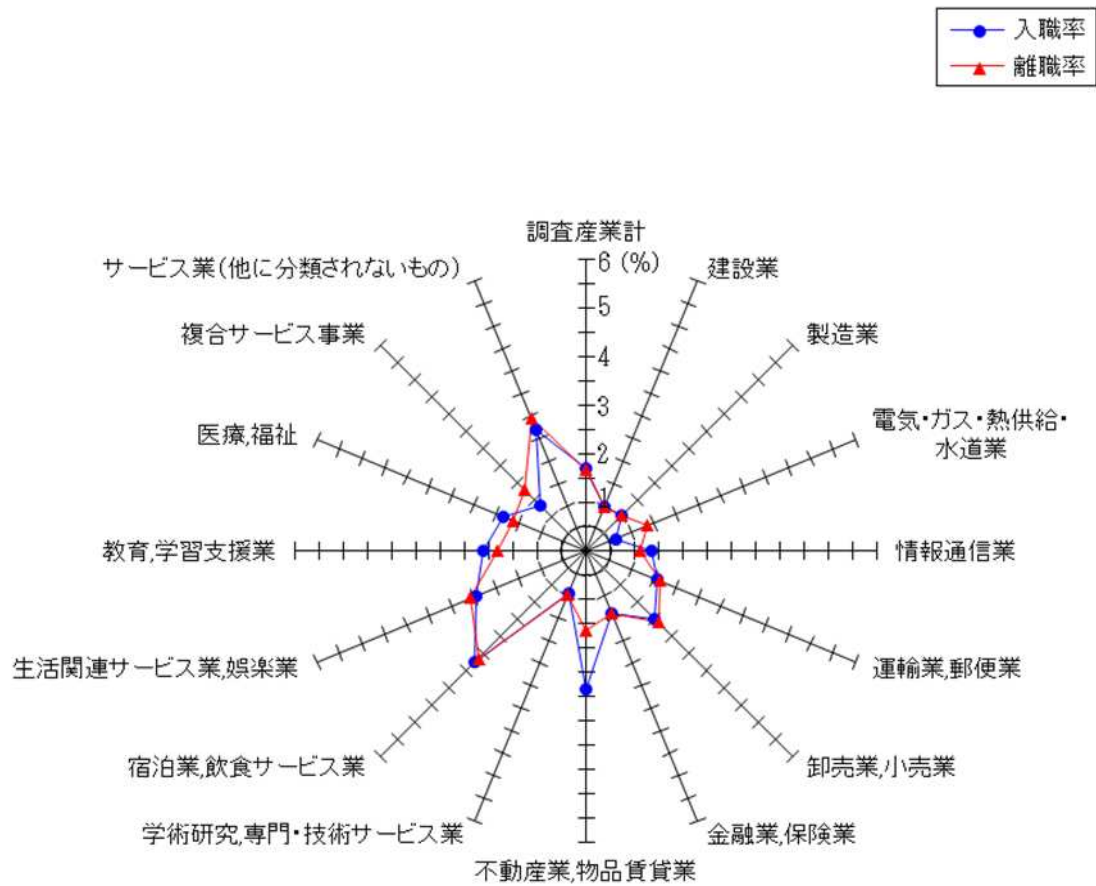 入職率
離職率
調査産業計
6 (%)
5
4
3
2
1
建設業
製造業
電気・ガス・熱供給・
水道業
情報通信業
運輸業,郵便業
卸売業,小売業
金融業,保険業
不動産業,物品賃貸業
学術研究,専門・技術サービス業
宿泊業,飲食サービス業
生活関連サービス業,娯楽業
教育,学習支援業
医療,福祉
複合サービス事業
サービス業(他に分類されないもの)